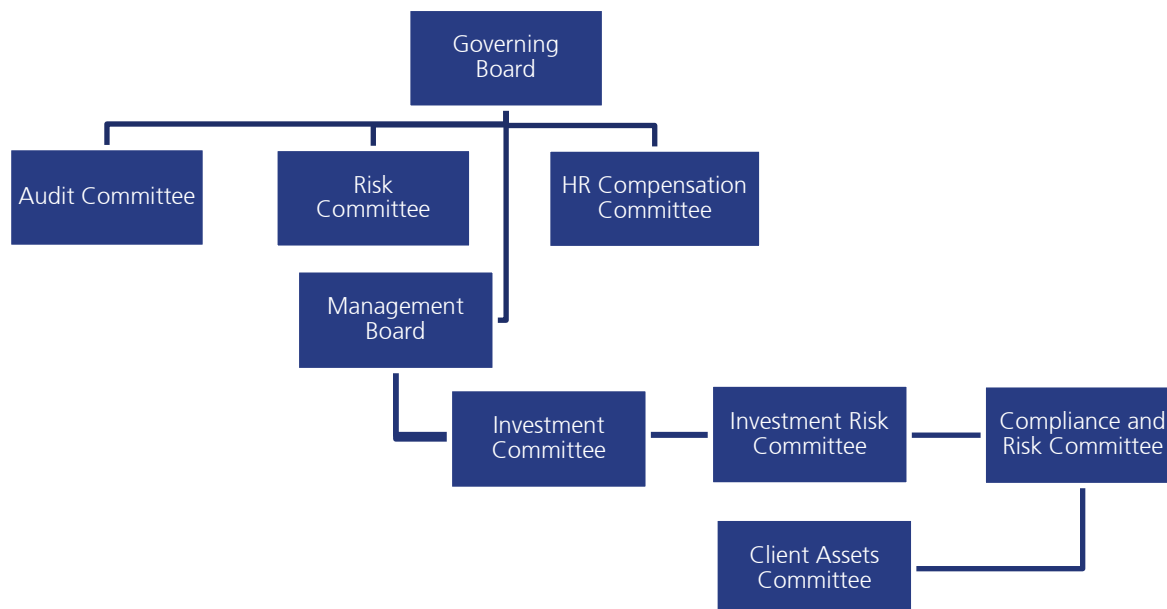 Governing
Board
Audit Committee
Risk
Committee
HR Compensation
Committee
Management
Board
Investment
Committee
Investment Risk
Committee
Compliance and
Risk Committee
Client Assets
Committee